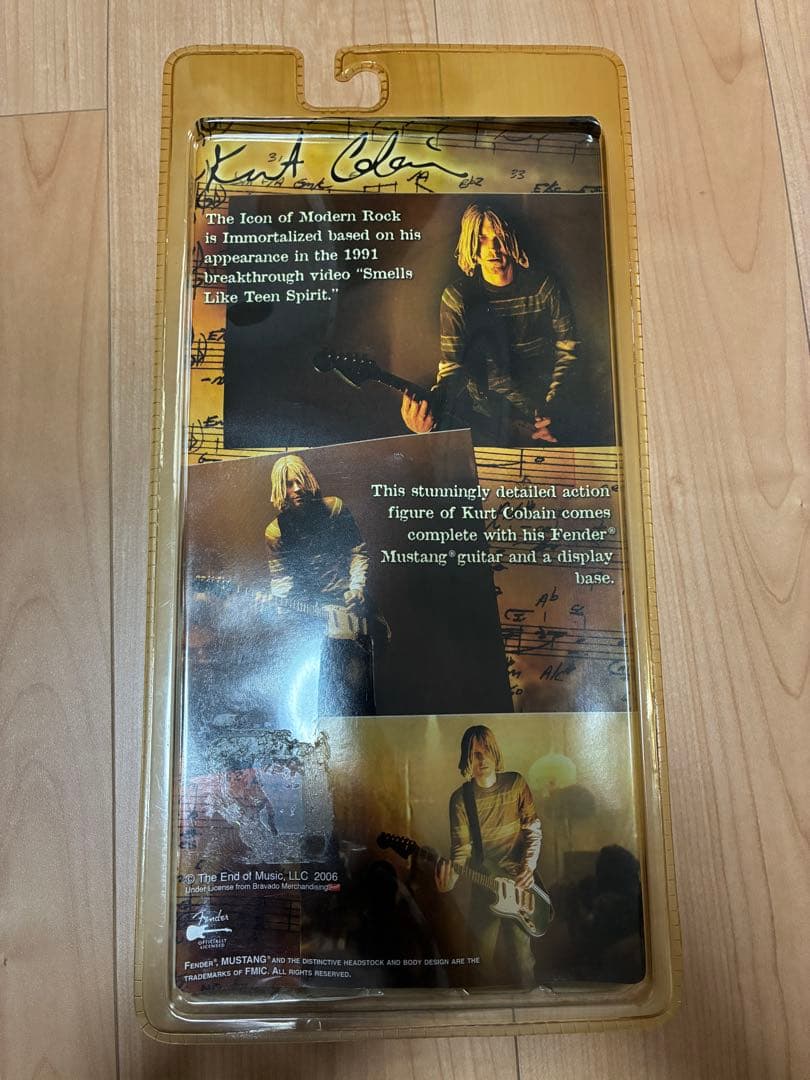 Kurt Cobain
31
33
The Icon of Modern Rock
is Immortalized based on his
appearance in the 1991
breakthrough video “Smells
Like Teen Spirit.”
This stunningly detailed action
figure of Kurt Cobain comes
complete with his Fender®
Mustang® guitar and a display
base.
Ab
© The End of Music, LLC 2006
Under License from Bravado Merchandising
Fender
OFFICIALLY
LICENSED
FENDER®, MUSTANG® AND THE DISTINCTIVE HEADSTOCK AND BODY DESIGN ARE THE
TRADEMARKS OF FMIC. ALL RIGHTS RESERVED.